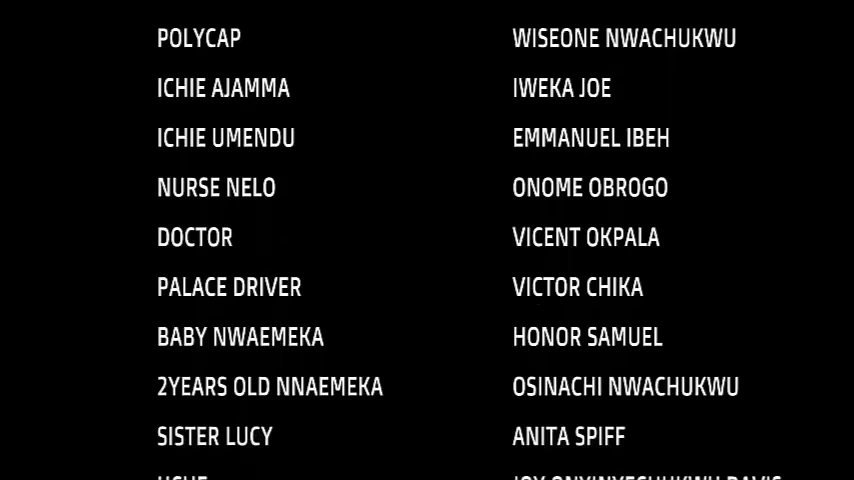 POLYCAP WISEONE NWACHUKWU
ICHIE AJAMMA IWEKA JOE
ICHIE UMENDU EMMANUEL IBEH
NURSE NELO ONOME OBROGO
DOCTOR VICENT OKPALA
PALACE DRIVER VICTOR CHIKA
BABY NWAEMEKA HONOR SAMUEL
2YEARS OLD NNAEMEKA OSINACHI NWACHUKWU
SISTER LUCY ANITA SPIFF